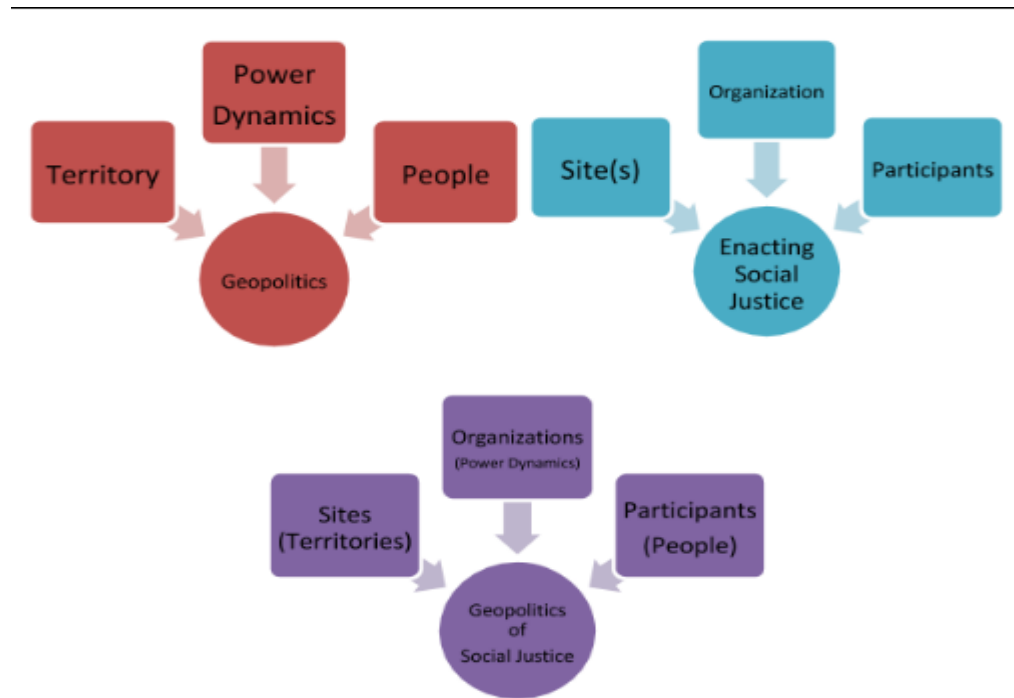 Power
Dynamics
Territory
People
Geopolitics
Organization
Site(s)
Participants
Enacting
Social
Justice
Organizations
(Power Dynamics)
Sites
(Territories)
Participants
(People)
Geopolitics
of
Social Justice